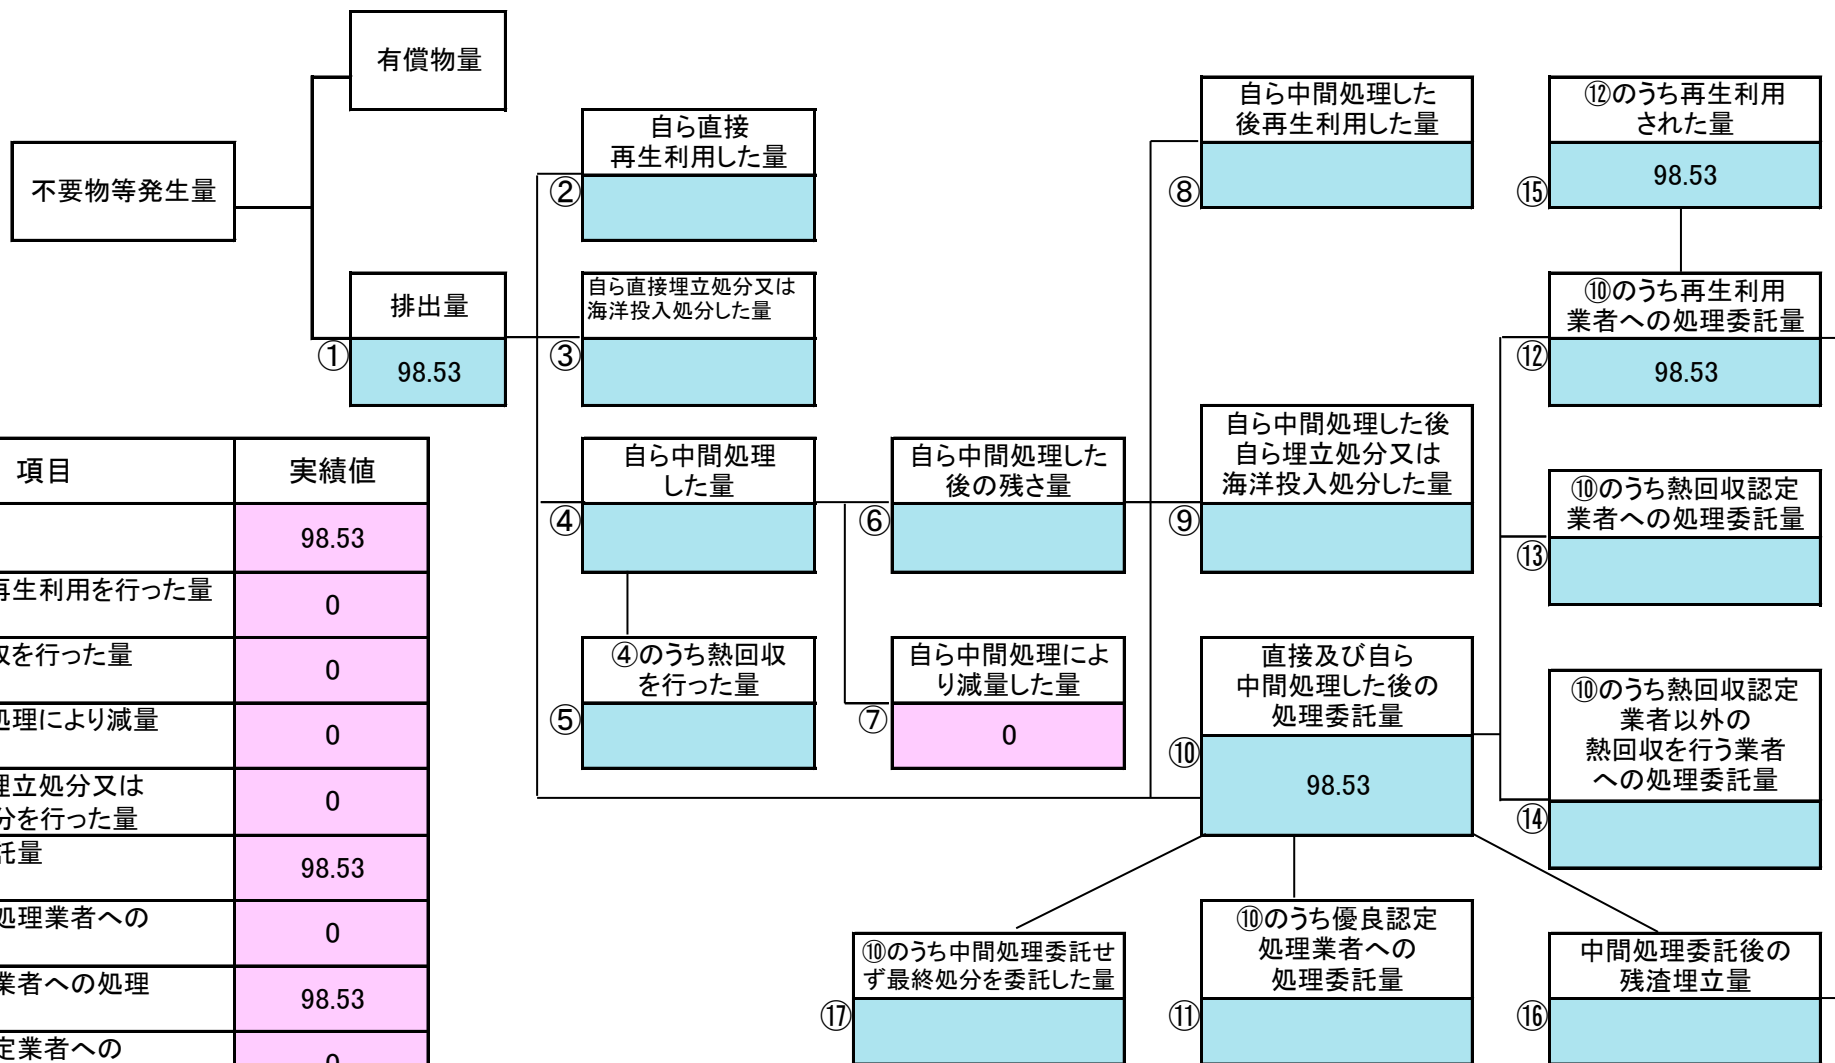 有償物量
不要物等発生量
排出量
①
98.53
自ら直接
再生利用した量
②
自ら直接埋立処分又は
海洋投入処分した量
③
自ら中間処理
した量
④
④のうち熱回収
を行った量
⑤
自ら中間処理した
後の残さ量
⑥
自ら中間処理によ
り減量した量
⑦
0
自ら中間処理した
後再生利用した量
⑧
自ら中間処理した後
自ら埋立処分又は
海洋投入処分した量
⑨
直接及び自ら
中間処理した後の
処理委託量
⑩
98.53
⑫のうち再生利用
された量
⑮
98.53
⑩のうち再生利用
業者への処理委託量
⑫
98.53
⑩のうち熱回収認定
業者への処理委託量
⑬
⑩のうち熱回収認定
業者以外の
熱回収を行う業者
への処理委託量
⑭
⑩のうち中間処理委託せ
ず最終処分を委託した量
⑰
⑩のうち優良認定
処理業者への
処理委託量
⑪
中間処理委託後の
残渣埋立量
⑯
項目
実績値
98.53
再生利用を行った量
0
を行った量
0
処理により減量
0
埋立処分又は
分を行った量
0
託量
98.53
処理業者への
0
業者への処理
98.53
定業者への
0